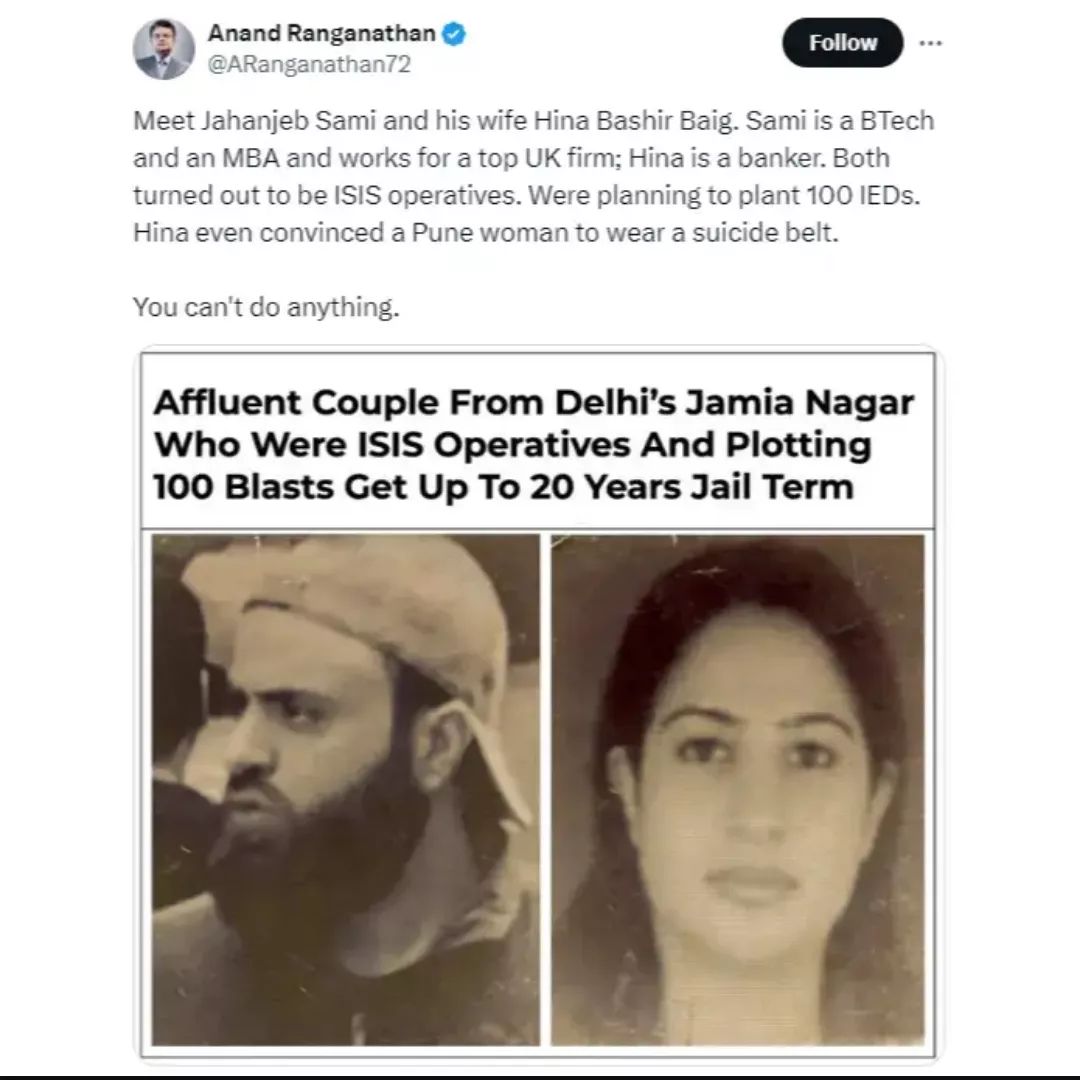 Anand Ranganathan
@ARanganathan72
Follow
Meet Jahanjeb Sami and his wife Hina Bashir Baig. Sami is a BTech
and an MBA and works for a top UK firm; Hina is a banker. Both
turned out to be ISIS operatives. Were planning to plant 100 IEDs.
Hina even convinced a Pune woman to wear a suicide belt.
You can't do anything.
Affluent Couple From Delhi's Jamia Nagar
Who Were ISIS Operatives And Plotting
100 Blasts Get Up To 20 Years Jail Term